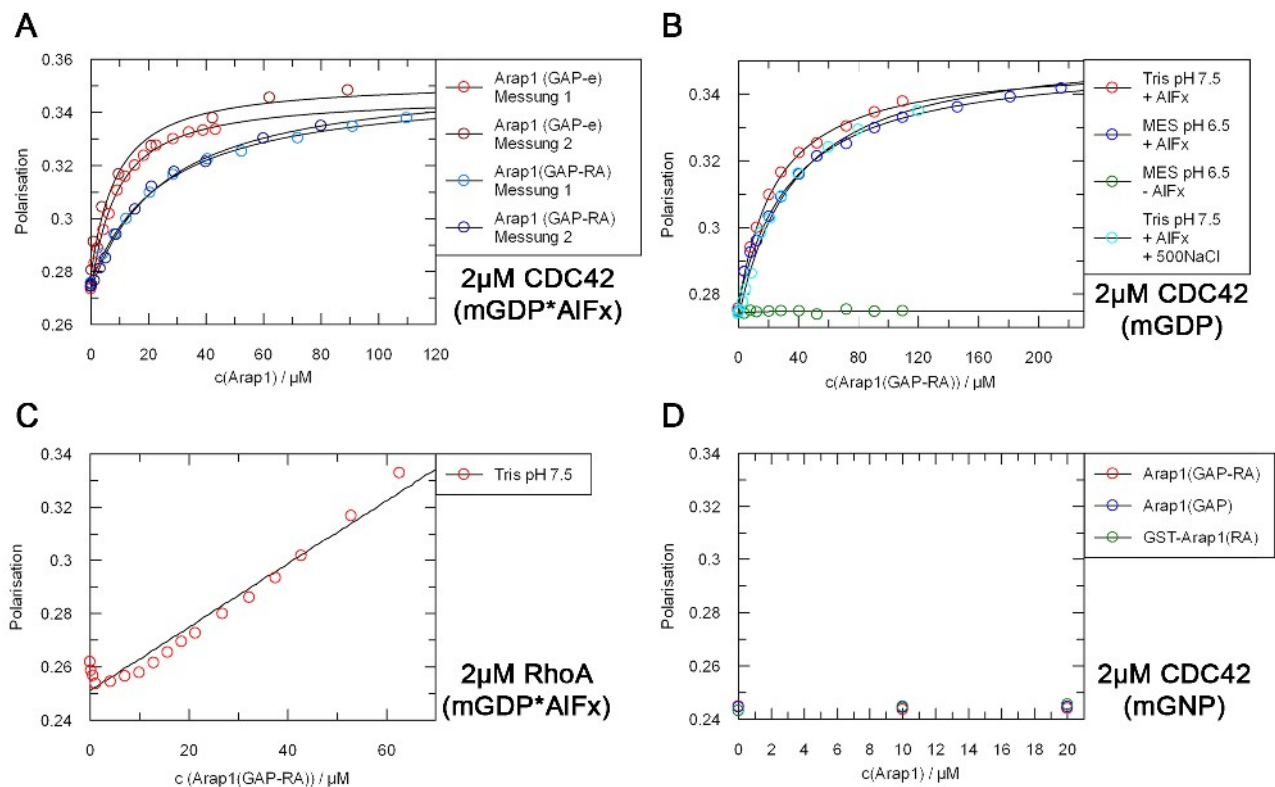 A
0.36
0.34
0.32
0.3
0.28
0.26
Polarisation
0
20
40
60
80
100
120
c(Arap1) / µM
Arap1 (GAP-e)
Messung 1
Arap1 (GAP-e)
Messung 2
Arap1(GAP-RA)
Messung 1
Arap1 (GAP-RA)
Messung 2
2µM CDC42
(mGDP*AlFx)
B
0.34
0.32
0.3
0.28
Polarisation
0
40
80
120
160
200
c(Arap1(GAP-RA)) / µM
Tris pH 7.5
+ AlFx
MES pH 6.5
+ AlFx
MES pH 6.5
- AlFx
Tris pH 7.5
+ AlFx
+ 500NaCl
2µM CDC42
(mGDP)
C
0.34
0.32
0.3
0.28
0.26
0.24
Polarisation
0
20
40
60
c (Arap1(GAP-RA)) / µM
Tris pH 7.5
2µM RhoA
(mGDP*AlFx)
D
0.34
0.32
0.3
0.28
0.26
0.24
Polarisation
0
2
4
6
8
10
12
14
16
18
20
c(Arap1) / µM
Arap1(GAP-RA)
Arap1(GAP)
GST-Arap1(RA)
2µM CDC42
(mGNP)